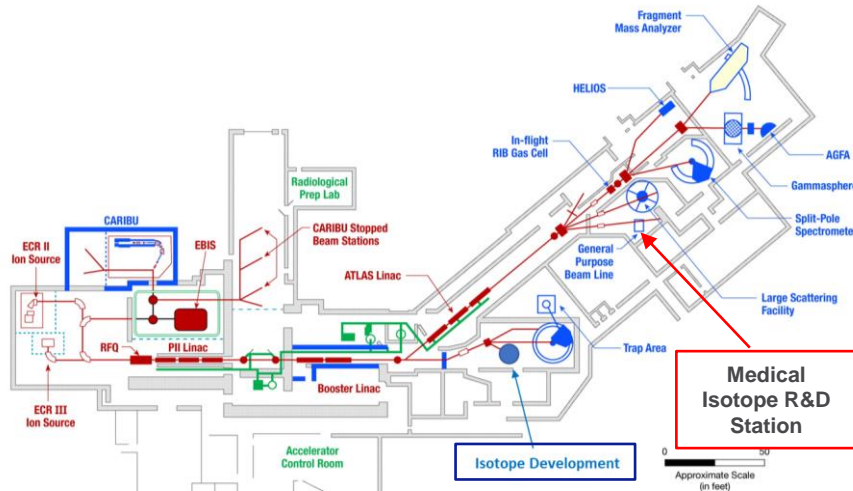 Fragment
Mass Analyzer
HELIOS
In-flight
RIB Gas Cell
AGFA
Gammasphere
Split-Pole
Spectrometer
Radiological
Prep Lab
CARIBU
CARIBU Stopped
Beam Stations
ECR II
Ion Source
EBIS
General
Purpose
Beam Line
ATLAS Linac
Large Scattering
Facility
RFQ
PII Linac
Trap Area
Booster Linac
ECR III
Ion Source
Medical
Isotope R&D
Station
Accelerator
Control Room
Isotope Development
0
50
Approximate Scale
(in feet)